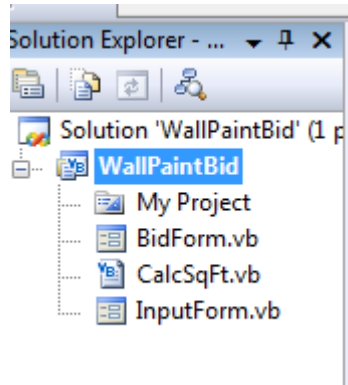 Solution Explorer - ...
Solution 'WallPaintBid' (1 p
WallPaintBid
My Project
BidForm.vb
CalcSqFt.vb
InputForm.vb